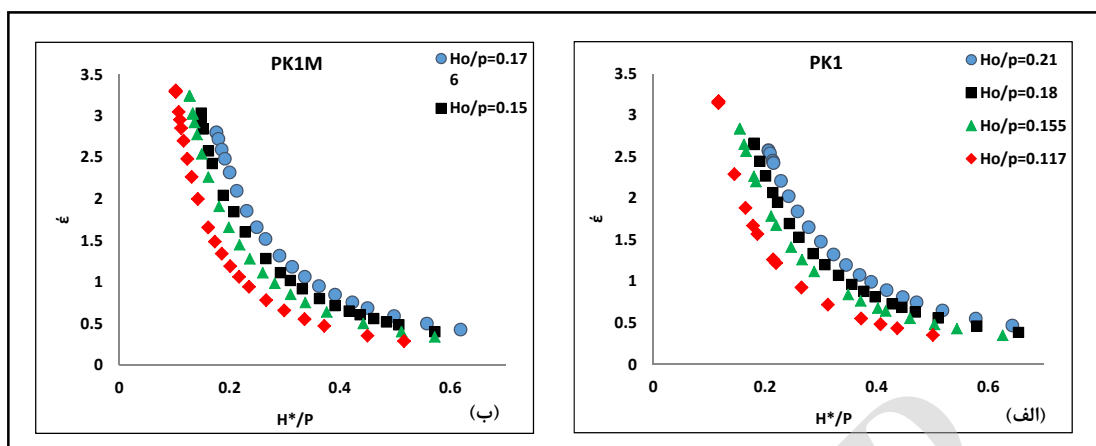 PK1M
Ho/p=0.17
6
Ho/p=0.15
3.5
3
2.5
2
1.5
1
0.5
0
έ
0 0.2 0.4 0.6
H*/P
(ب)
PK1
Ho/p=0.21
Ho/p=0.18
Ho/p=0.155
Ho/p=0.117
3.5
3
2.5
2
1.5
1
0.5
0
έ
0 0.2 0.4 0.6
H*/P
(الف)